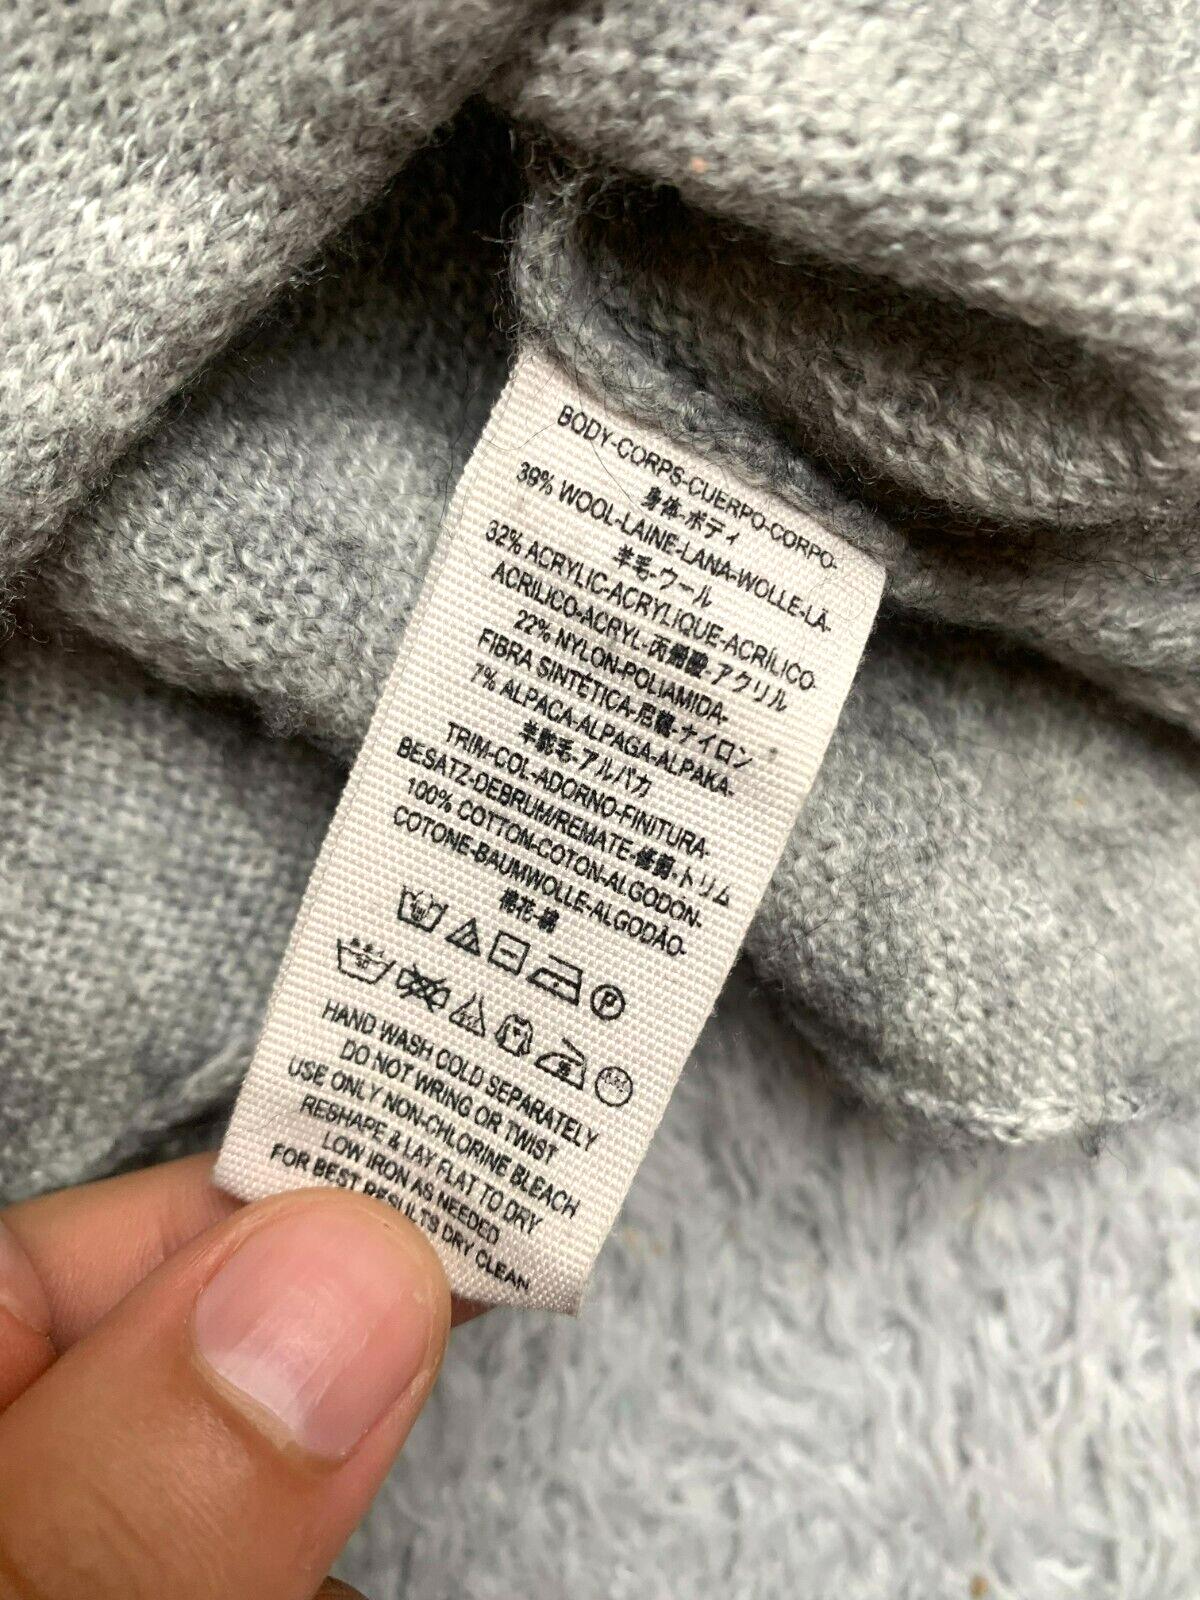 BODY-CORPS-CUERPO-CORPO-
身体-ボディ
39% WOOL-LAINE-LANA-WOLLE-LÃ-
羊毛-ウール
32% ACRYLIC-ACRYLIQUE-ACRÍLICO-
ACRILICO-ACRYL-丙烯酸-アクリル
22% NYLON-POLIAMIDA-
FIBRA SINTÉTICA-尼龍-ナイロン
7% ALPACA-ALPAGA-ALPAKA-
羊駝毛-アルパカ
TRIM-COL-ADORNO-FINITURA-
BESATZ-DEBRUM/REMATE-修剪-トリム
100% COTTON-COTON-ALGODON-
COTONE-BAUMWOLLE-ALGODÃO-
棉花-綿
P
HAND WASH COLD SEPARATELY
DO NOT WRING OR TWIST
USE ONLY NON-CHLORINE BLEACH
RESHAPE & LAY FLAT TO DRY
LOW IRON AS NEEDED
FOR BEST RESULTS DRY CLEAN